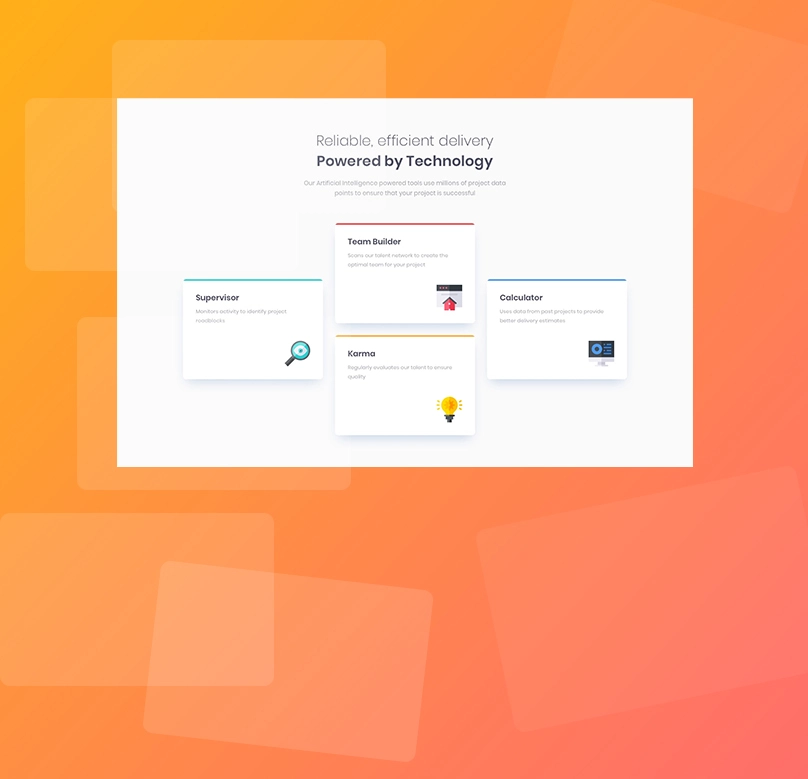 Reliable, efficient delivery
Powered by Technology
Our Artificial Intelligence powered tools use millions of project data
points to ensure that your project is successful
Team Builder
Scans our talent network to create the
optimal team for your project
Supervisor
Monitors activity to identify project
roadblocks
Calculator
Uses data from past projects to provide
better delivery estimates
Karma
Regularly evaluates our talent to ensure
quality